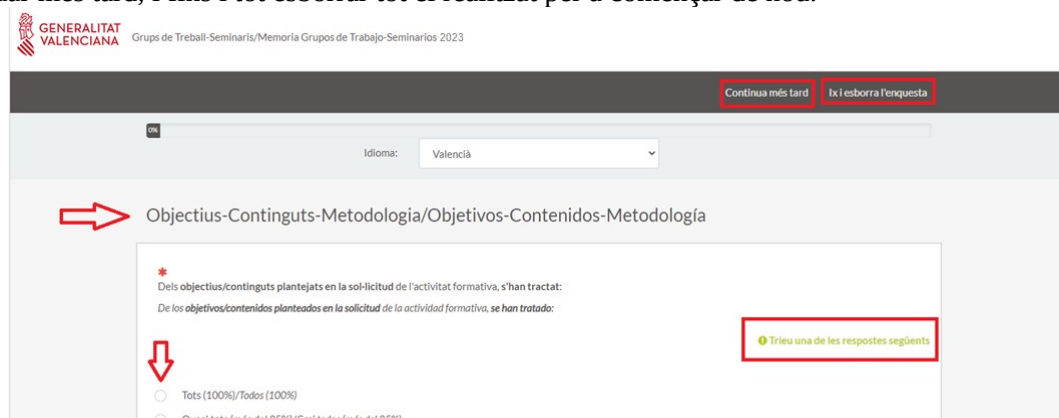 GENERALITAT
VALENCIANA
Grups de Treball-Seminaris/Memoria Grupos de Trabajo-Seminarios 2023
Continua més tard
Ix i esborra l'enquesta
0%
Idioma:
Valencià
Objectius-Continguts-Metodologia/Objetivos-Contenidos-Metodología
*
Dels objectius/continguts plantejats en la sol·licitud de l'activitat formativa, s'han tractat:
De los objetivos/contenidos planteados en la solicitud de la actividad formativa, se han tratado:
Trieu una de les respostes següents
Tots (100%)/Todos (100%)